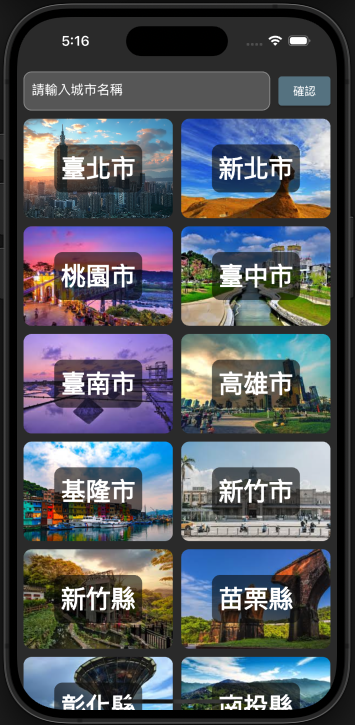 5:16
請輸入城市名稱
確認
臺北市
新北市
桃園市
臺中市
臺南市
高雄市
基隆市
新竹市
新竹縣
苗栗縣
彰化縣
南投縣